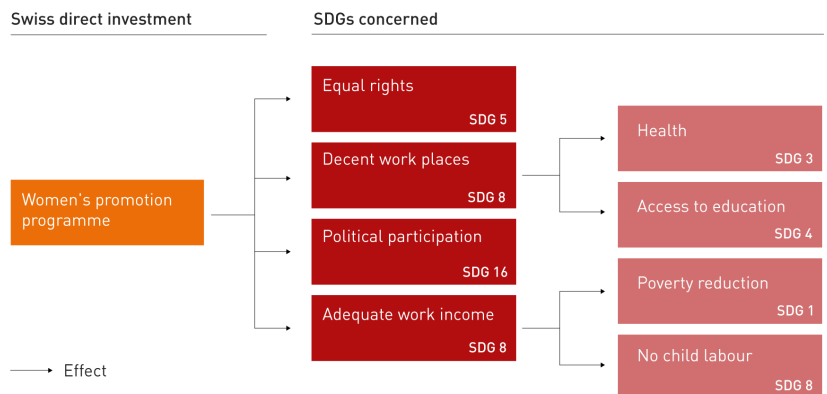 Swiss direct investment
SDGs concerned
Women's promotion
programme
Equal rights
SDG 5
Decent work places
SDG 8
Political participation
SDG 16
Adequate work income
SDG 8
Health
SDG 3
Access to education
SDG 4
Poverty reduction
SDG 1
No child labour
SDG 8
Effect